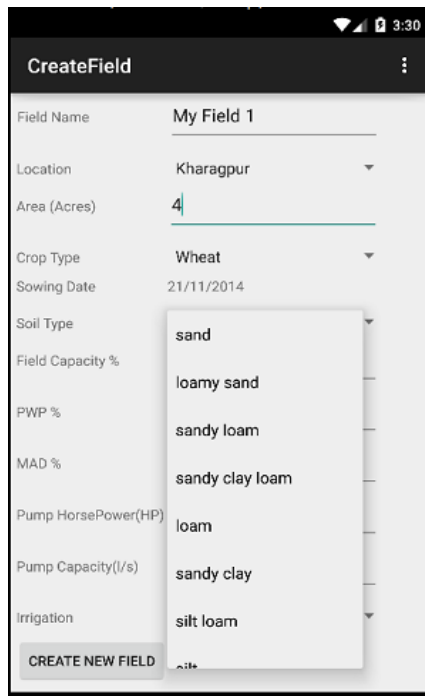 3:30
CreateField
Field Name My Field 1
Location Kharagpur
Area (Acres) 4
Crop Type Wheat
Sowing Date 21/11/2014
Soil Type
sand
Field Capacity %
loamy sand
PWP %
sandy loam
MAD %
sandy clay loam
Pump HorsePower(HP)
loam
Pump Capacity(l/s)
sandy clay
Irrigation
silt loam
CREATE NEW FIELD
silt